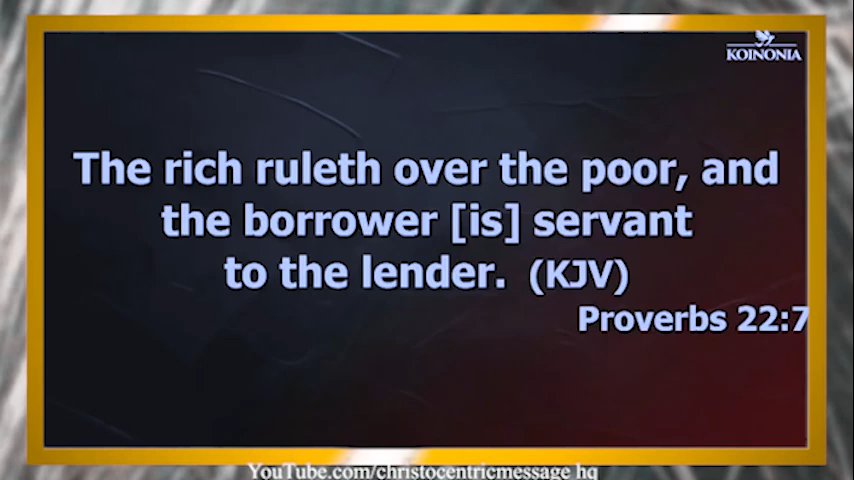 KOINONIA
The rich ruleth over the poor, and
the borrower [is] servant
to the lender. (KJV)
Proverbs 22:7
YouTube.com/christocentricmessage hq